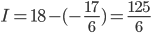 I = 18 − (− 17/6) = 125/6